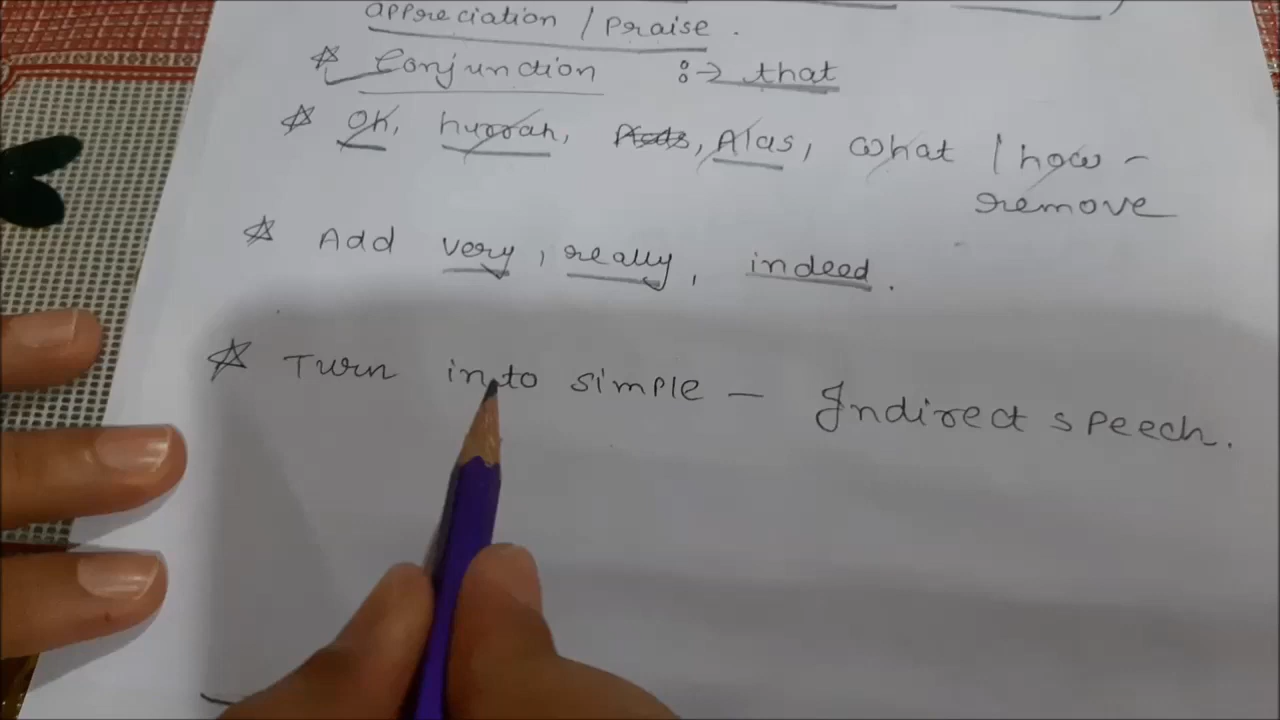 appreciation / Praise.
Conjunction :→ that
Oh, hurrah, Alas, what / how -
remove
Add very, really, indeed.
Turn into simple - Indirect speech.